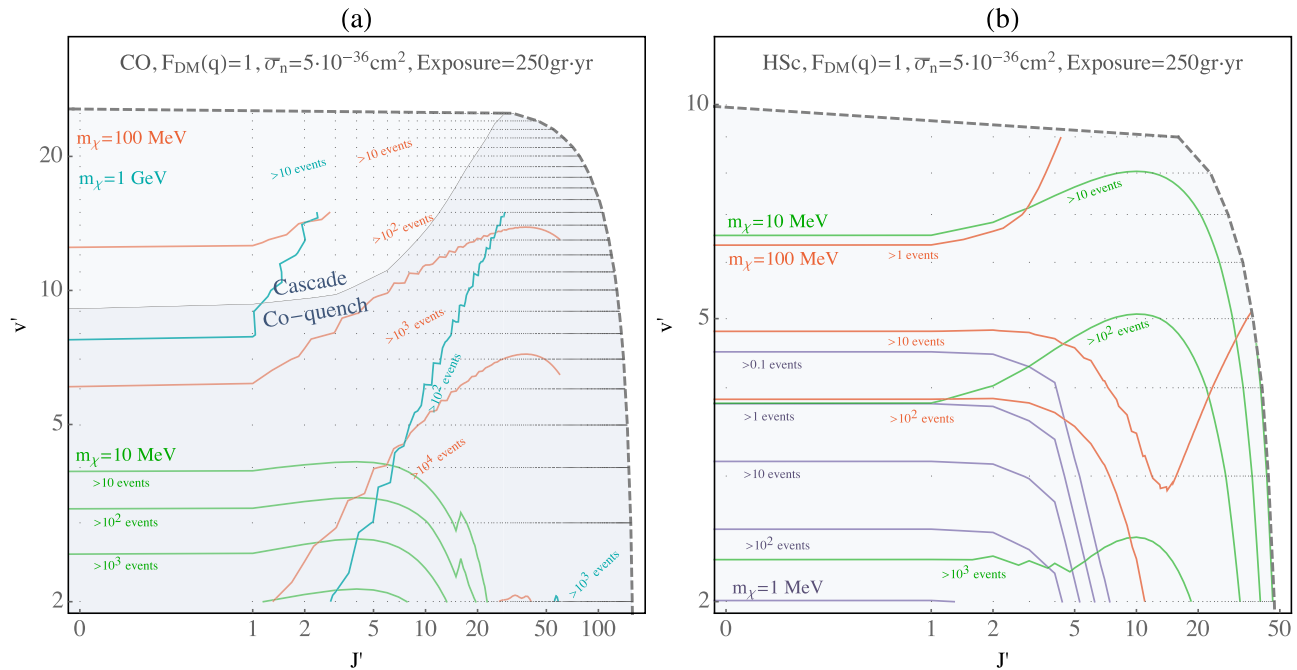 (a)
CO, F_DM(q)=1, σ̄_n=5·10⁻³⁶cm², Exposure=250gr·yr
m_χ=100 MeV
m_χ=1 GeV
>10 events
>10 events
>10² events
Cascade
Co-quench
>10³ events
>10² events
>10⁴ events
m_χ=10 MeV
>10 events
>10² events
>10³ events
>10³ events
20
10
5
2
v'
0
1
2
5
10
50
100
J'
(b)
HSc, F_DM(q)=1, σ̄_n=5·10⁻³⁶cm², Exposure=250gr·yr
>10 events
m_χ=10 MeV
m_χ=100 MeV
>1 events
>10 events
>10² events
>0.1 events
>1 events
>10² events
>10 events
>10² events
>10³ events
m_χ=1 MeV
10
5
2
v'
0
1
2
5
10
20
50
J'